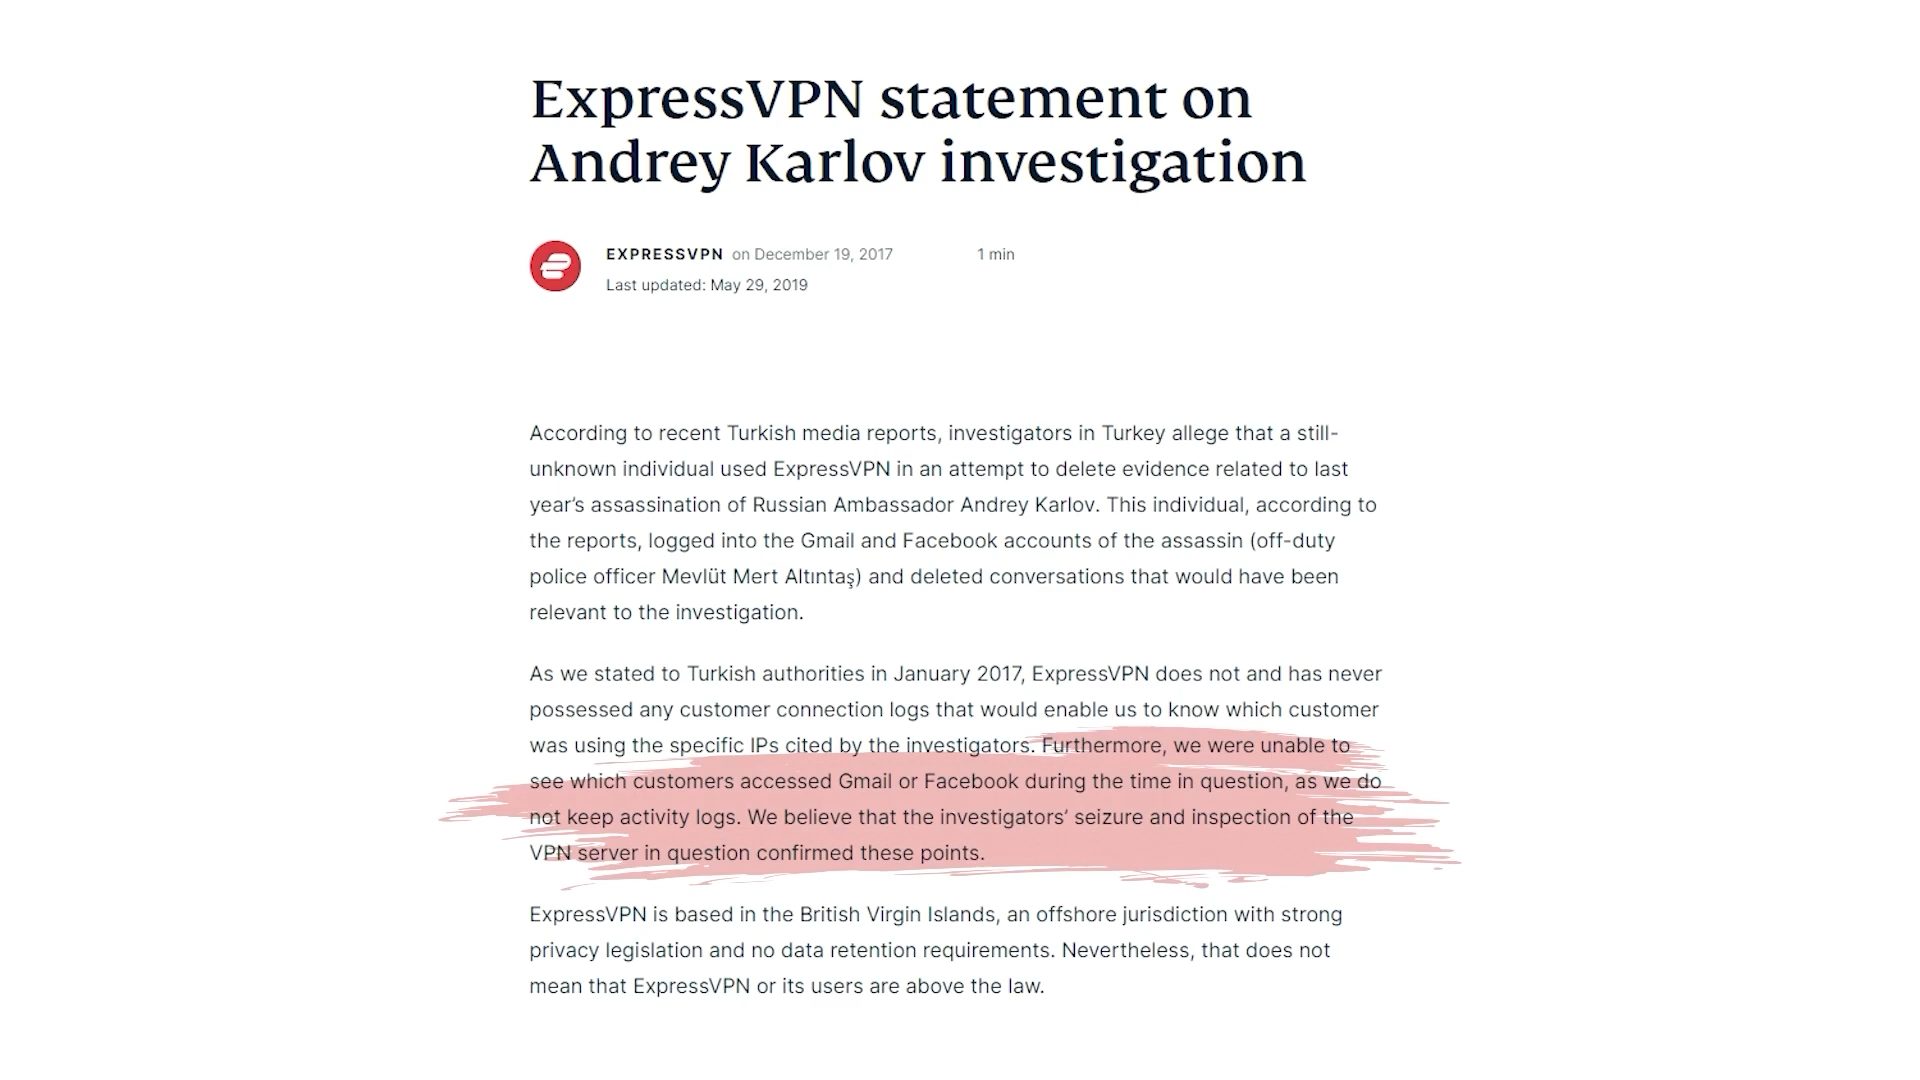 ExpressVPN statement on
Andrey Karlov investigation
EXPRESSVPN on December 19, 2017 1 min
Last updated: May 29, 2019
According to recent Turkish media reports, investigators in Turkey allege that a still-
unknown individual used ExpressVPN in an attempt to delete evidence related to last
year’s assassination of Russian Ambassador Andrey Karlov. This individual, according to
the reports, logged into the Gmail and Facebook accounts of the assassin (off-duty
police officer Mevlüt Mert Altıntaş) and deleted conversations that would have been
relevant to the investigation.
As we stated to Turkish authorities in January 2017, ExpressVPN does not and has never
possessed any customer connection logs that would enable us to know which customer
was using the specific IPs cited by the investigators. Furthermore, we were unable to
see which customers accessed Gmail or Facebook during the time in question, as we do
not keep activity logs. We believe that the investigators’ seizure and inspection of the
VPN server in question confirmed these points.
ExpressVPN is based in the British Virgin Islands, an offshore jurisdiction with strong
privacy legislation and no data retention requirements. Nevertheless, that does not
mean that ExpressVPN or its users are above the law.